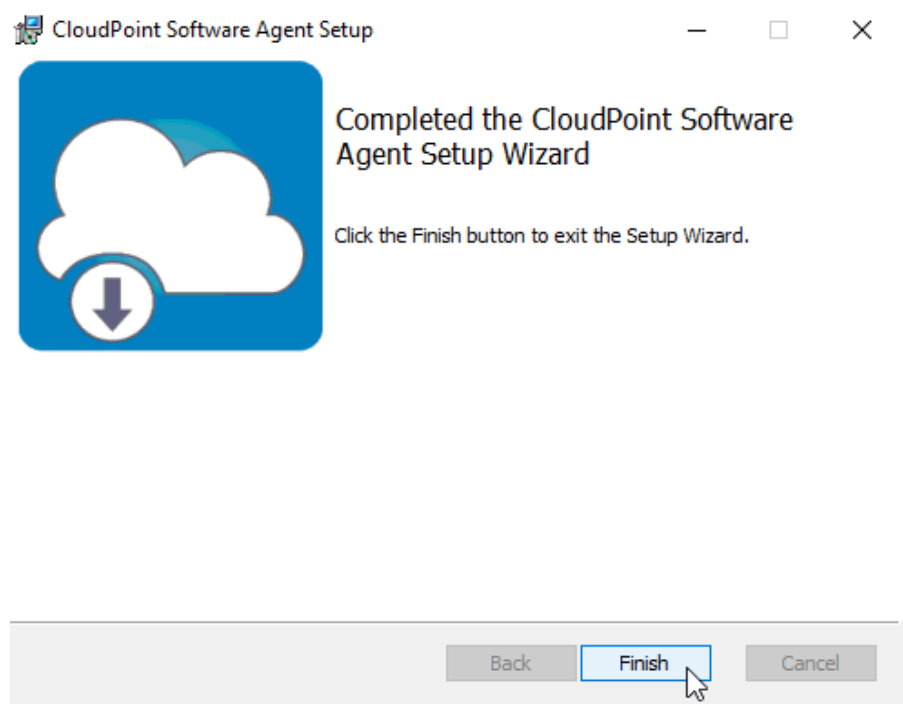 CloudPoint Software Agent Setup
Completed the CloudPoint Software
Agent Setup Wizard
Click the Finish button to exit the Setup Wizard.
Back
Finish
Cancel